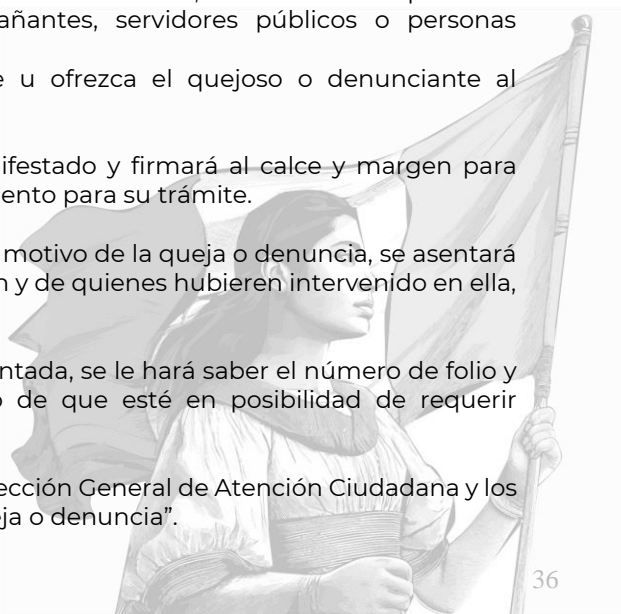 añantes, servidores públicos o personas
e u ofrezca el quejoso o denunciante al
ifestado y firmará al calce y margen para
ento para su trámite.
motivo de la queja o denuncia, se asentará
n y de quienes hubieren intervenido en ella,
ntada, se le hará saber el número de folio y
o de que esté en posibilidad de requerir
ección General de Atención Ciudadana y los
eja o denuncia”.
36